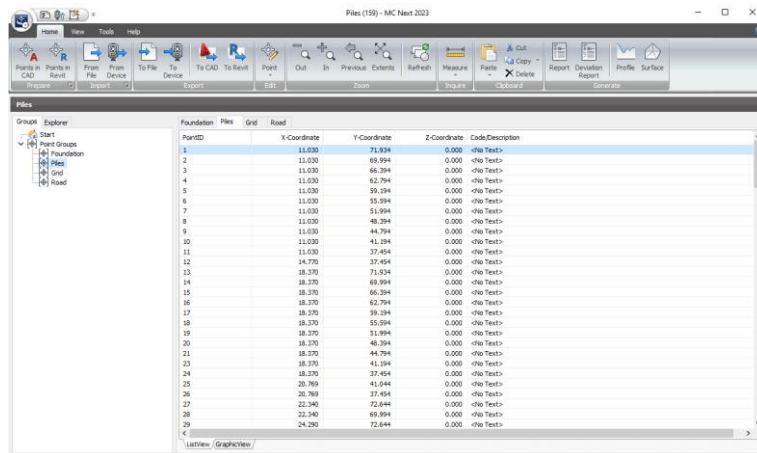 Piles (159) - MC Next 2023
Home View Tools Help
Points in CAD
Points in Revit
From File
From Device
To File
To Device
To CAD
To Revit
Point
Out
In
Previous
Extents
Refresh
Measure
Paste
Cut
Copy
Delete
Report
Deviation Report
Profile
Surface
Prepare
Import
Export
Edit
Zoom
Inquire
Clipboard
Generate
Piles
Groups Explorer
Start
Point Groups
Foundation
Piles
Grid
Road
Foundation Piles Grid Road
PointID X-Coordinate Y-Coordinate Z-Coordinate Code/Description
1 11.030 71.934 0.000 <No Text>
2 11.030 69.994 0.000 <No Text>
3 11.030 66.394 0.000 <No Text>
4 11.030 62.794 0.000 <No Text>
5 11.030 59.194 0.000 <No Text>
6 11.030 55.594 0.000 <No Text>
7 11.030 51.994 0.000 <No Text>
8 11.030 48.394 0.000 <No Text>
9 11.030 44.794 0.000 <No Text>
10 11.030 41.194 0.000 <No Text>
11 11.030 37.454 0.000 <No Text>
12 14.770 37.454 0.000 <No Text>
13 18.370 71.934 0.000 <No Text>
14 18.370 69.994 0.000 <No Text>
15 18.370 66.394 0.000 <No Text>
16 18.370 62.794 0.000 <No Text>
17 18.370 59.194 0.000 <No Text>
18 18.370 55.594 0.000 <No Text>
19 18.370 51.994 0.000 <No Text>
20 18.370 48.394 0.000 <No Text>
21 18.370 44.794 0.000 <No Text>
23 18.370 41.194 0.000 <No Text>
24 18.370 37.454 0.000 <No Text>
25 20.769 41.044 0.000 <No Text>
26 20.769 37.454 0.000 <No Text>
27 22.340 72.644 0.000 <No Text>
28 22.340 69.994 0.000 <No Text>
29 24.290 72.644 0.000 <No Text>
ListView GraphicView